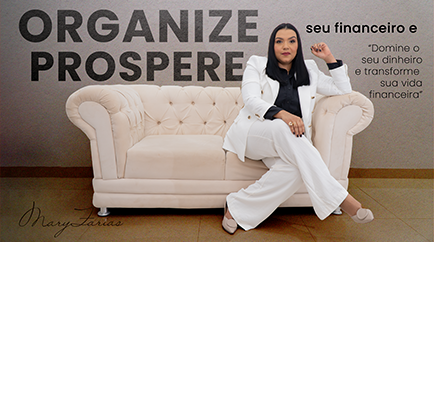 ORGANIZE
seu financeiro e
PROSPERE
“Domine o
seu dinheiro
e transforme
sua vida
financeira”
Mary Farias